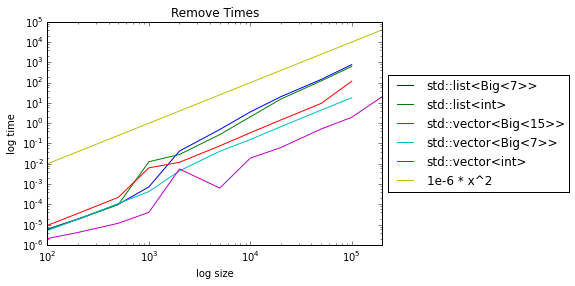 Remove Times
10^5
10^4
10^3
10^2
10^1
10^0
10^-1
10^-2
10^-3
10^-4
10^-5
10^-6
log time
10^2
10^3
10^4
10^5
log size
std::list<Big<7>>
std::list<int>
std::vector<Big<15>>
std::vector<Big<7>>
std::vector<int>
1e-6 * x^2